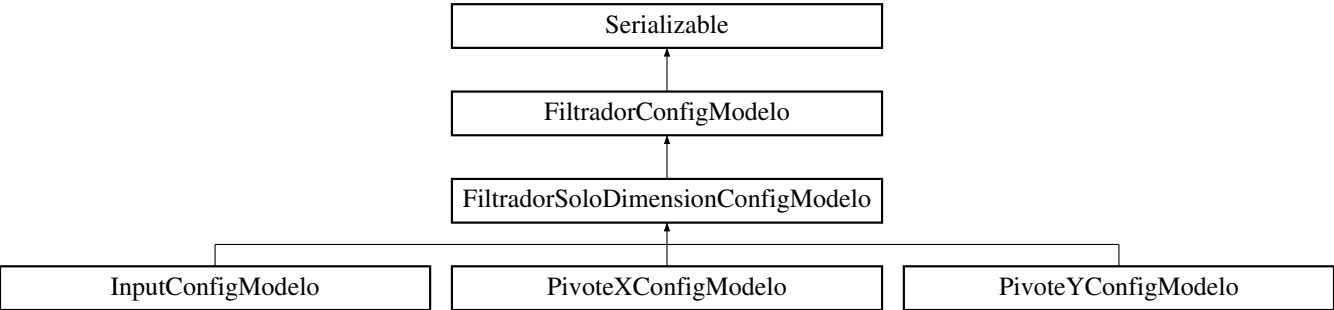 Serializable
FiltradorConfigModelo
FiltradorSoloDimensionConfigModelo
InputConfigModelo
PivoteXConfigModelo
PivoteYConfigModelo